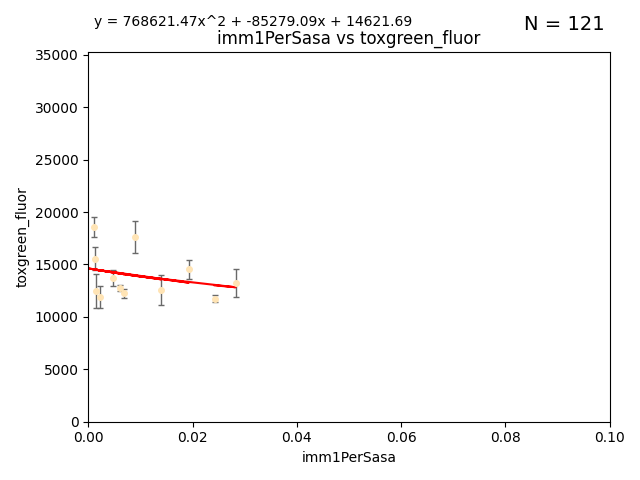 y = 768621.47x^2 + -85279.09x + 14621.69
N = 121
imm1PerSasa vs toxgreen_fluor
35000
30000
25000
20000
15000
10000
5000
0
toxgreen_fluor
0.00
0.02
0.04
0.06
0.08
0.10
imm1PerSasa